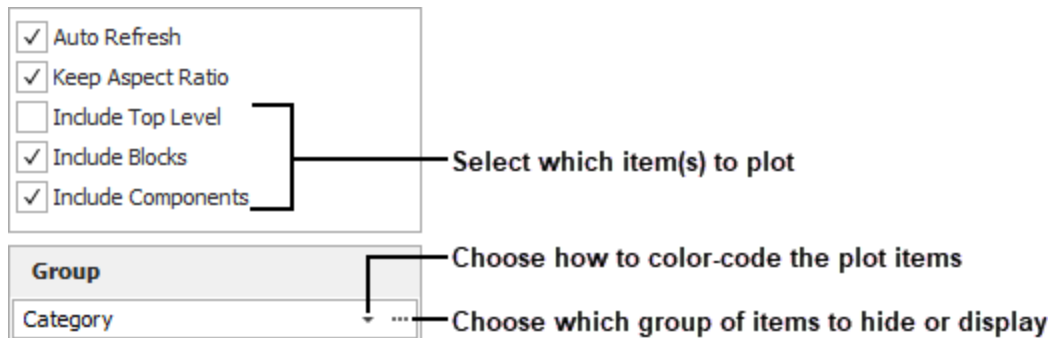 Auto Refresh
Keep Aspect Ratio
Include Top Level
Include Blocks
Include Components
Select which item(s) to plot
Group
Choose how to color-code the plot items
Category
Choose which group of items to hide or display